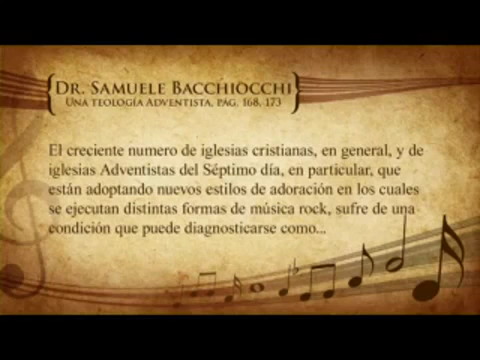 {DR. SAMUELE BACCHIOCCHI}
UNA TEOLOGÍA ADVENTISTA, PÁG. 168, 173
El creciente numero de iglesias cristianas, en general, y de
iglesias Adventistas del Séptimo día, en particular, que
están adoptando nuevos estilos de adoración en los cuales
se ejecutan distintas formas de música rock, sufre de una
condición que puede diagnosticarse como...